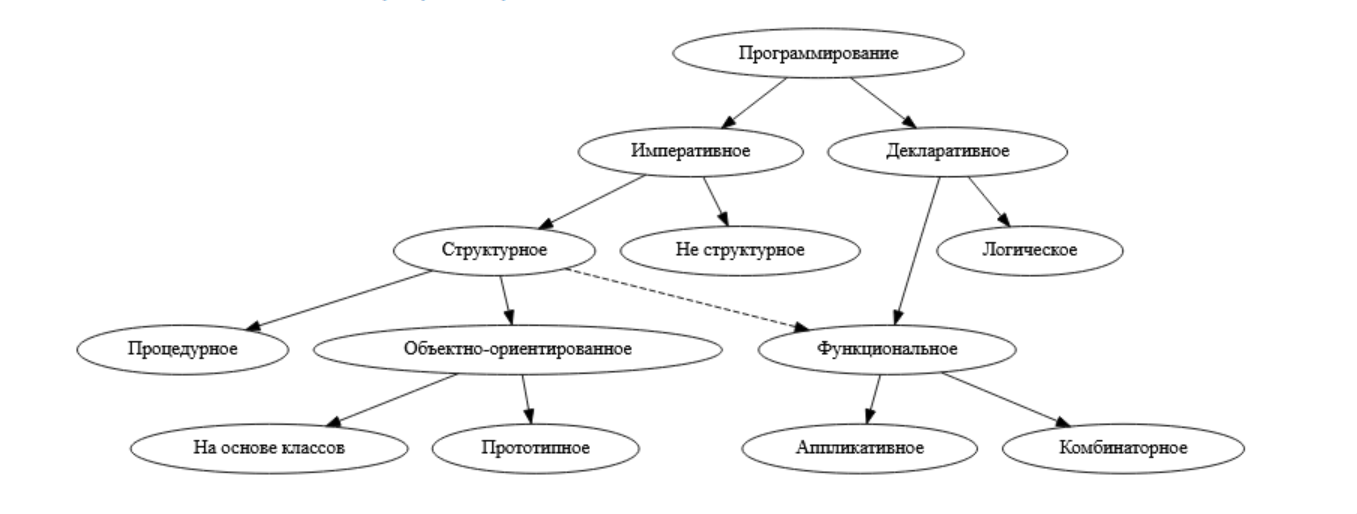 Программирование
Императивное
Декларативное
Структурное
Не структурное
Логическое
Процедурное
Объектно-ориентированное
Функциональное
На основе классов
Прототипное
Аппликативное
Комбинаторное